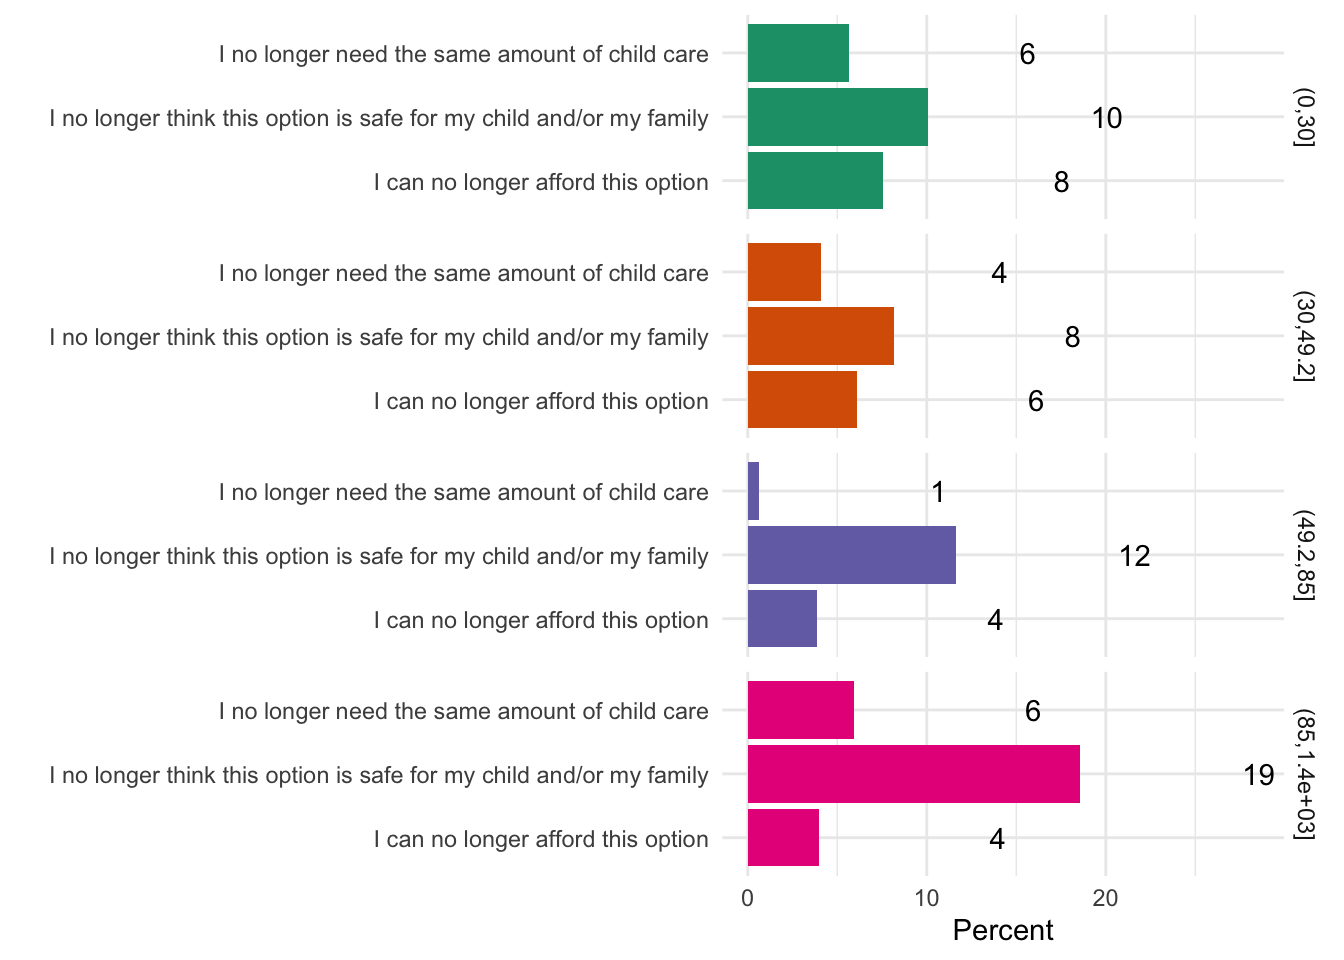 I no longer need the same amount of child care 6
I no longer think this option is safe for my child and/or my family 10
I can no longer afford this option 8
(0,30]
I no longer need the same amount of child care 4
I no longer think this option is safe for my child and/or my family 8
I can no longer afford this option 6
(30,49.2]
I no longer need the same amount of child care 1
I no longer think this option is safe for my child and/or my family 12
I can no longer afford this option 4
(49.2,85]
I no longer need the same amount of child care 6
I no longer think this option is safe for my child and/or my family 19
I can no longer afford this option 4
(85,1.4e+03]
0 10 20
Percent